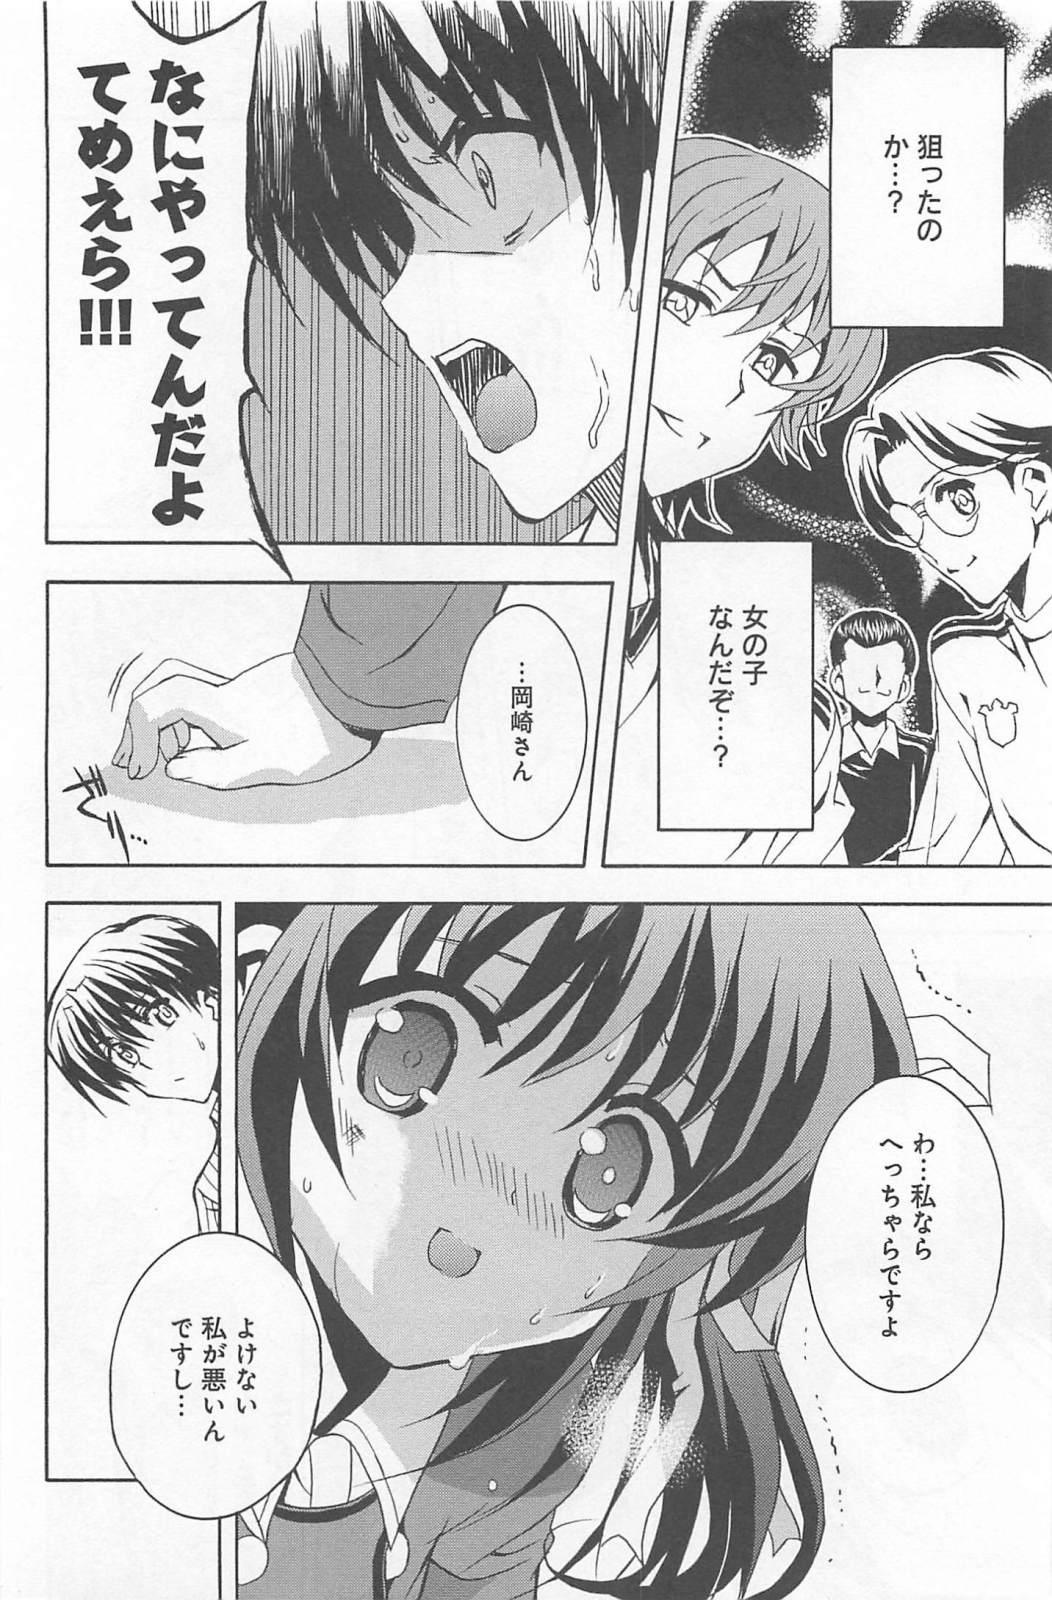 狙ったの
か…？
女の子
なんだぞ…？
なにやってんだよ
てめえら!!!
…岡崎さん
わ…私なら
へっちゃらですよ
よけない
私が悪いん
ですし…